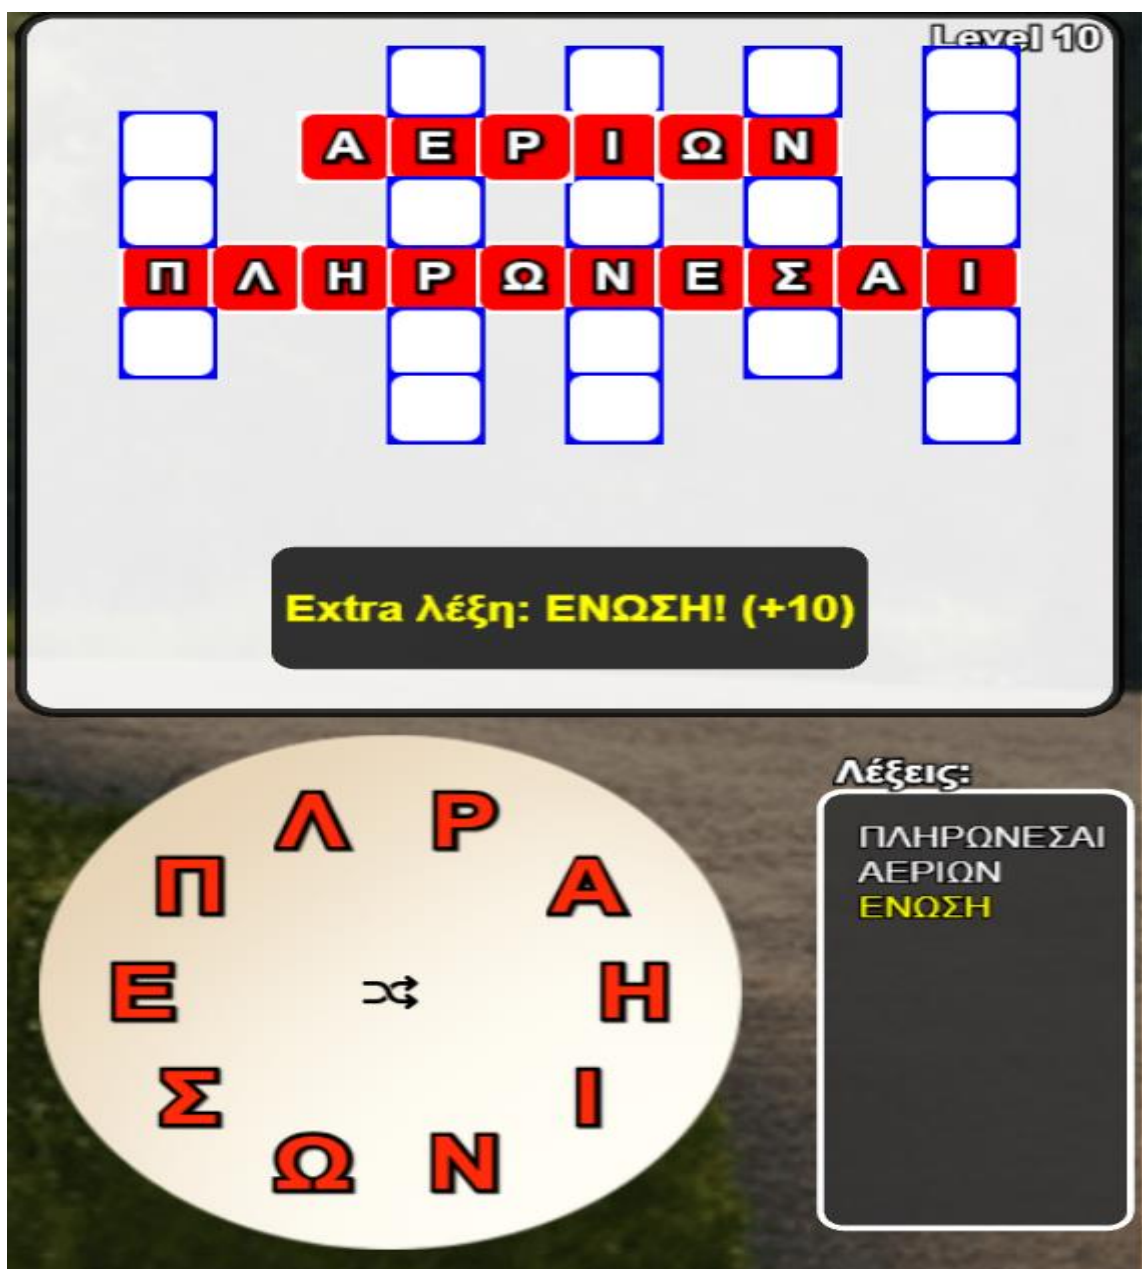 Level 10
ΑΕΡΙΩΝ
ΠΛΗΡΩΝΕΣΑΙ
Extra λέξη: ΕΝΩΣΗ! (+10)
Λ Ρ
Π Α
Ε Η
Σ Ι
Ω Ν
Λέξεις:
ΠΛΗΡΩΝΕΣΑΙ
ΑΕΡΙΩΝ
ΕΝΩΣΗ